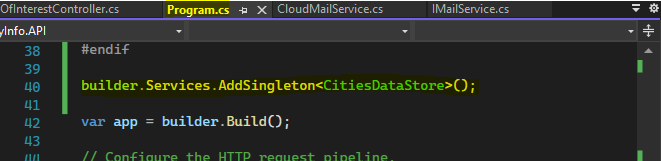 OfInterestController.cs Program.cs CloudMailService.cs IMailService.cs
yInfo.API
38 #endif
39
40 builder.Services.AddSingleton<CitiesDataStore>();
41
42 var app = builder.Build();
43
// Configure the HTTP request pipeline.